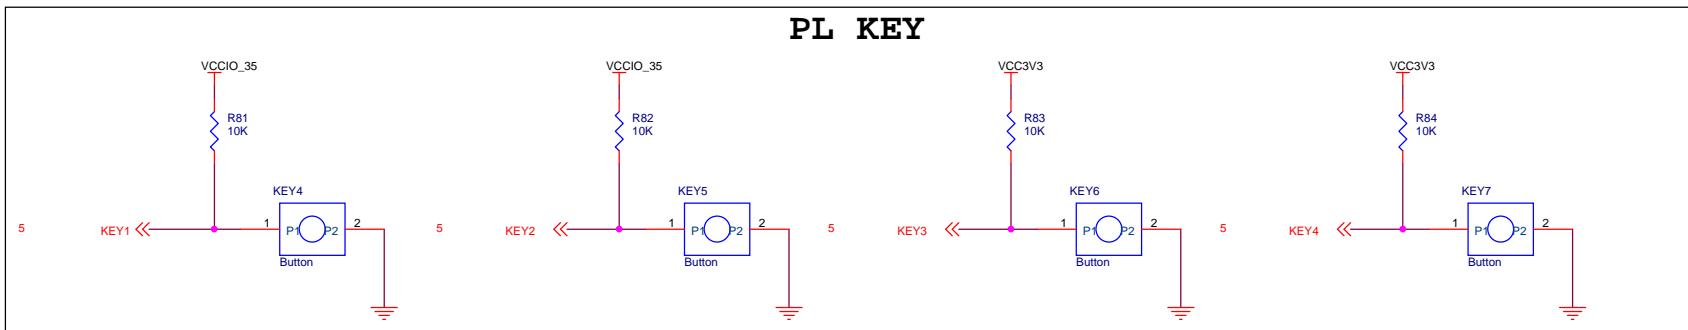 PL KEY
VCCIO_35
VCCIO_35
VCC3V3
VCC3V3
R81
10K
R82
10K
R83
10K
R84
10K
KEY4
KEY5
KEY6
KEY7
5 KEY1 1 P1 P2 2
5 KEY2 1 P1 P2 2
5 KEY3 1 P1 P2 2
5 KEY4 1 P1 P2 2
Button
Button
Button
Button